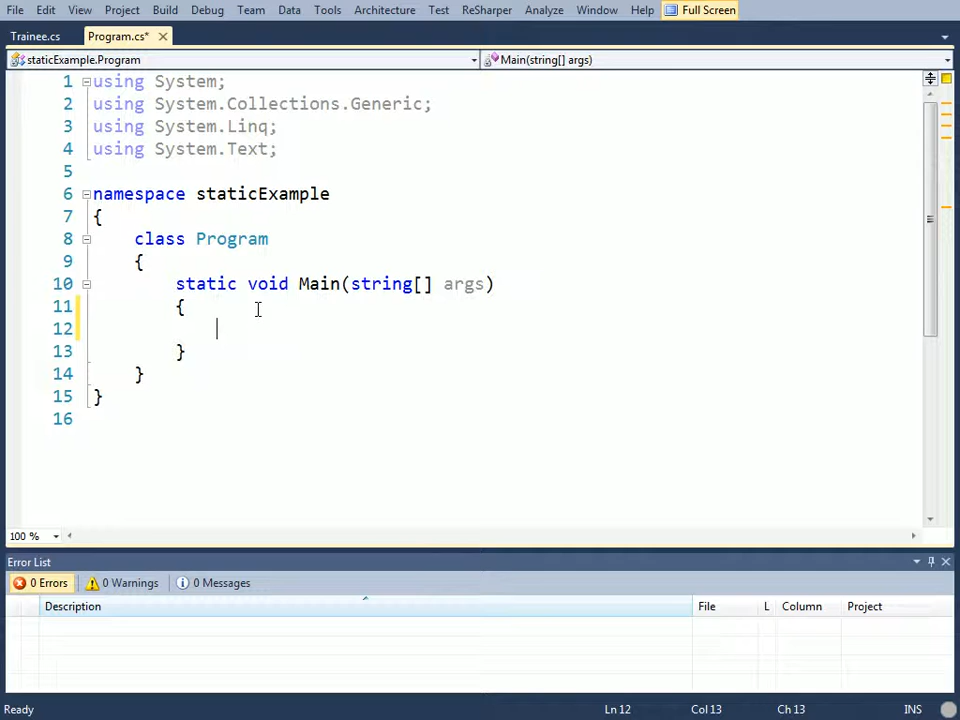 File Edit View Project Build Debug Team Data Tools Architecture Test ReSharper Analyze Window Help Full Screen
Trainee.cs Program.cs*
staticExample.Program Main(string[] args)
1 using System;
2 using System.Collections.Generic;
3 using System.Linq;
4 using System.Text;
5
6 namespace staticExample
7 {
8 class Program
9 {
10 static void Main(string[] args)
11 {
12
13 }
14 }
15 }
16
100 %
Error List
0 Errors 0 Warnings 0 Messages
Description File L Column Project
Ready Ln 12 Col 13 Ch 13 INS